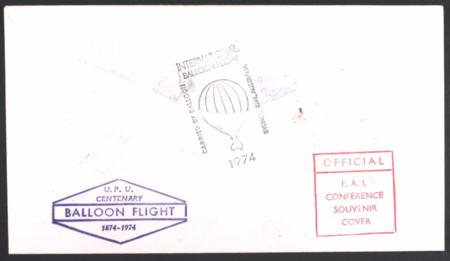 INTERNATIONAL
BALLOON FLIGHT
CARRIED BY BALLOON
1974
U.P.U.
CENTENARY
BALLOON FLIGHT
1874-1974
OFFICIAL
F.A.I.
CONFERENCE
SOUVENIR
COVER